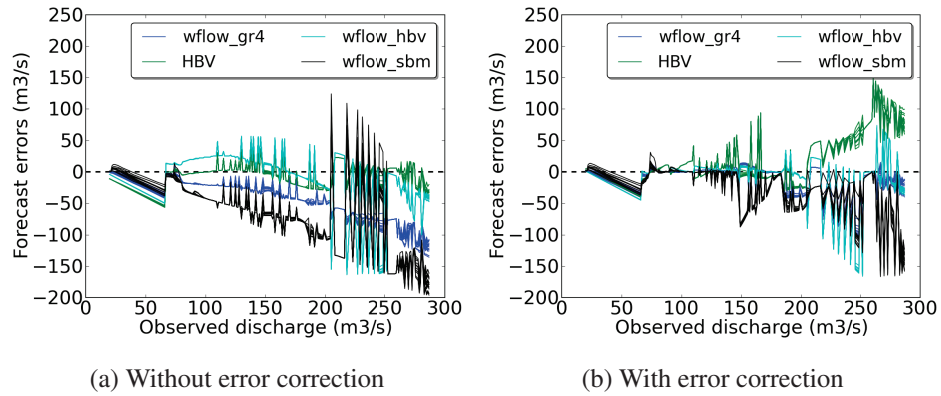 250
200
150
100
50
0
−50
−100
−150
−200
0 50 100 150 200 250 300
Forecast errors (m3/s)
Observed discharge (m3/s)
wflow_gr4 wflow_hbv
HBV wflow_sbm
(a) Without error correction
250
200
150
100
50
0
−50
−100
−150
−200
0 50 100 150 200 250 300
Forecast errors (m3/s)
Observed discharge (m3/s)
wflow_gr4 wflow_hbv
HBV wflow_sbm
(b) With error correction